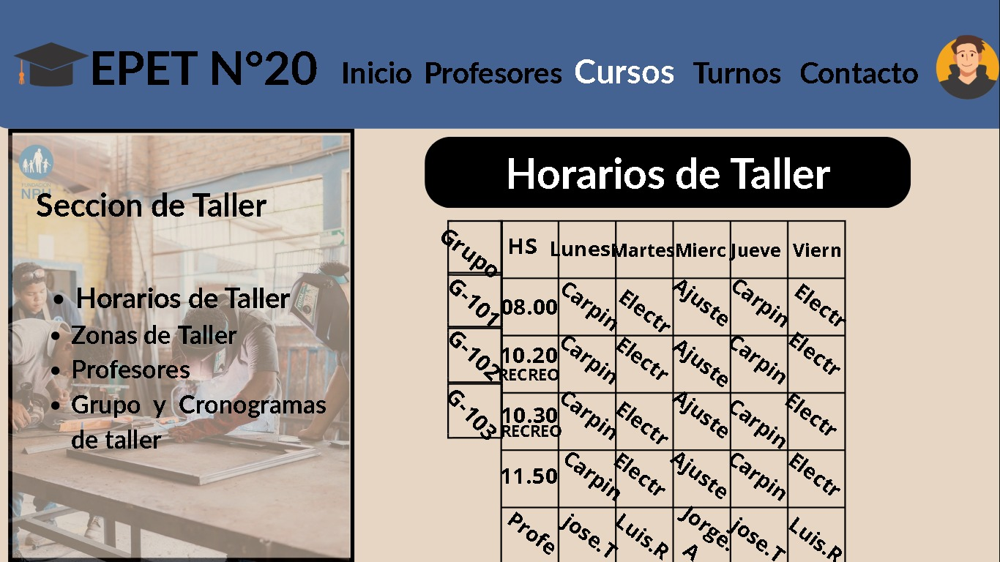 EPET N°20 Inicio Profesores Cursos Turnos Contacto
FUNDACIÓN
NPH
Seccion de Taller
• Horarios de Taller
• Zonas de Taller
• Profesores
• Grupo y Cronogramas
de taller
Horarios de Taller
Grupo HS Lunes Martes Mierc Jueve Viern
G-101 08.00 Carpin Electr Ajuste Carpin Electr
G-102 10.20 RECREO Carpin Electr Ajuste Carpin Electr
G-103 10.30 RECREO Carpin Electr Ajuste Carpin Electr
11.50 Carpin Electr Ajuste Carpin Electr
Profe jose.T Luis.R Jorge.A jose.T Luis.R